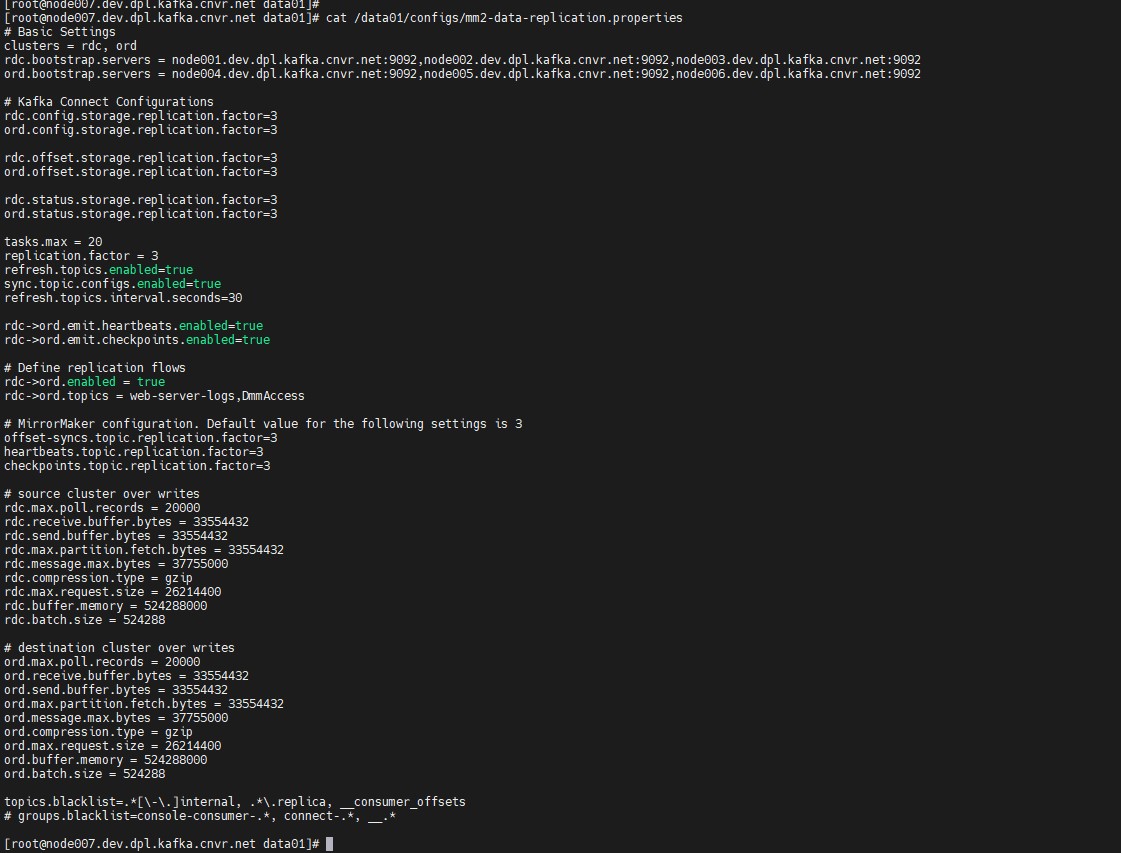 [root@node007.dev.dpl.kafka.cnvr.net data01]#
[root@node007.dev.dpl.kafka.cnvr.net data01]# cat /data01/configs/mm2-data-replication.properties
# Basic Settings
clusters = rdc, ord
rdc.bootstrap.servers = node001.dev.dpl.kafka.cnvr.net:9092,node002.dev.dpl.kafka.cnvr.net:9092,node003.dev.dpl.kafka.cnvr.net:9092
ord.bootstrap.servers = node004.dev.dpl.kafka.cnvr.net:9092,node005.dev.dpl.kafka.cnvr.net:9092,node006.dev.dpl.kafka.cnvr.net:9092
# Kafka Connect Configurations
rdc.config.storage.replication.factor=3
ord.config.storage.replication.factor=3
rdc.offset.storage.replication.factor=3
ord.offset.storage.replication.factor=3
rdc.status.storage.replication.factor=3
ord.status.storage.replication.factor=3
tasks.max = 20
replication.factor = 3
refresh.topics.enabled=true
sync.topic.configs.enabled=true
refresh.topics.interval.seconds=30
rdc->ord.emit.heartbeats.enabled=true
rdc->ord.emit.checkpoints.enabled=true
# Define replication flows
rdc->ord.enabled = true
rdc->ord.topics = web-server-logs,DmmAccess
# MirrorMaker configuration. Default value for the following settings is 3
offset-syncs.topic.replication.factor=3
heartbeats.topic.replication.factor=3
checkpoints.topic.replication.factor=3
# source cluster over writes
rdc.max.poll.records = 20000
rdc.receive.buffer.bytes = 33554432
rdc.send.buffer.bytes = 33554432
rdc.max.partition.fetch.bytes = 33554432
rdc.message.max.bytes = 37755000
rdc.compression.type = gzip
rdc.max.request.size = 26214400
rdc.buffer.memory = 524288000
rdc.batch.size = 524288
# destination cluster over writes
ord.max.poll.records = 20000
ord.receive.buffer.bytes = 33554432
ord.send.buffer.bytes = 33554432
ord.max.partition.fetch.bytes = 33554432
ord.message.max.bytes = 37755000
ord.compression.type = gzip
ord.max.request.size = 26214400
ord.buffer.memory = 524288000
ord.batch.size = 524288
topics.blacklist=.*[\-\.]internal, .*\.replica, __consumer_offsets
# groups.blacklist=console-consumer-.*, connect-.*, __.*
[root@node007.dev.dpl.kafka.cnvr.net data01]#